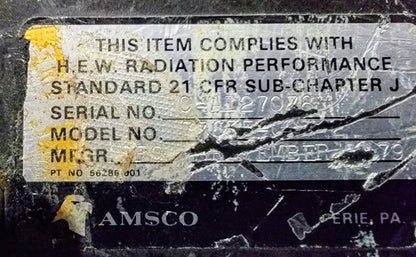 THIS ITEM COMPLIES WITH
H.E.W. RADIATION PERFORMANCE
STANDARD 21 CFR SUB-CHAPTER J
SERIAL NO.
MODEL NO.
MFGR.
PT NO 56286 001
AMSCO ERIE, PA.